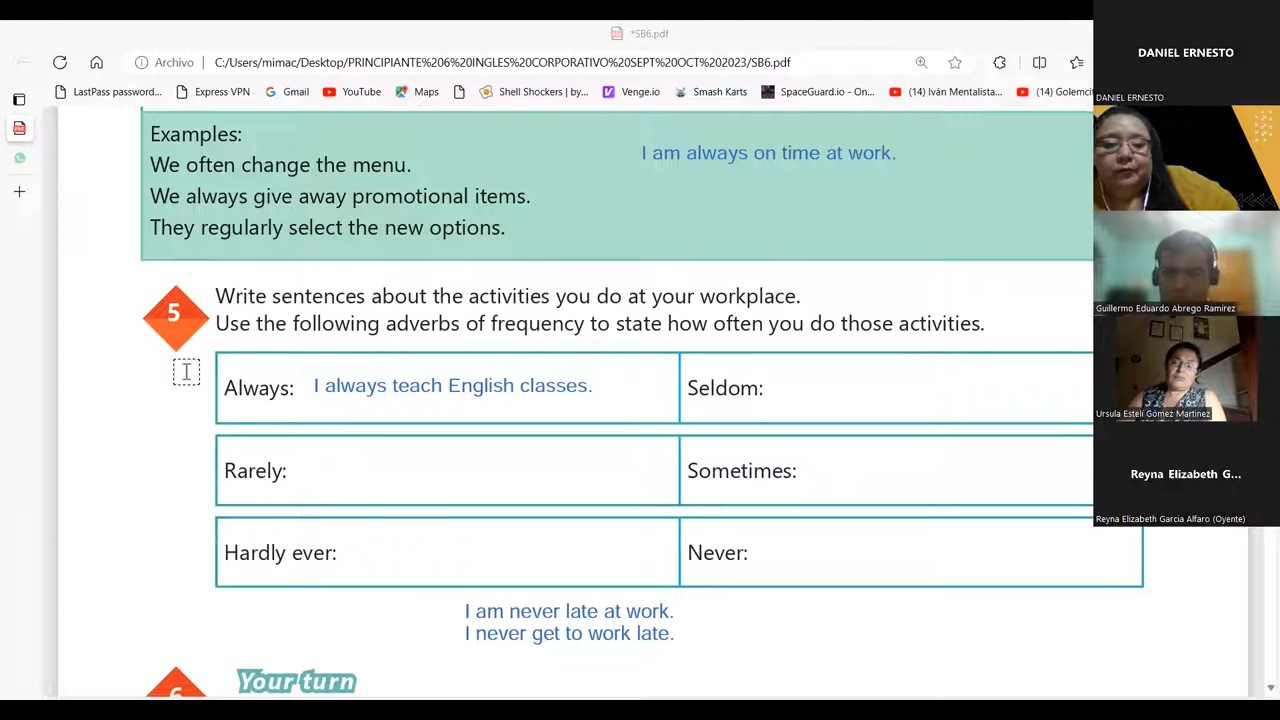 *SB6.pdf
Archivo
C:/Users/mimac/Desktop/PRINCIPIANTE%206%20INGLES%20CORPORATIVO%20SEPT%20OCT%202023/SB6.pdf
LastPass password...
Express VPN
Gmail
YouTube
Maps
Shell Shockers | by...
Venge.io
Smash Karts
SpaceGuard.io - On...
(14) Iván Mentalista...
(14) Golemcit
Examples:
We often change the menu.
We always give away promotional items.
They regularly select the new options.
I am always on time at work.
5
Write sentences about the activities you do at your workplace.
Use the following adverbs of frequency to state how often you do those activities.
Always: I always teach English classes.
Seldom:
Rarely:
Sometimes:
Hardly ever:
Never:
I am never late at work.
I never get to work late.
6
Your turn
DANIEL ERNESTO
DANIEL ERNESTO
Guillermo Eduardo Abrego Ramirez
Ursula Estelí Gómez Martinez
Reyna Elizabeth G...
Reyna Elizabeth Garcia Alfaro (Oyente)